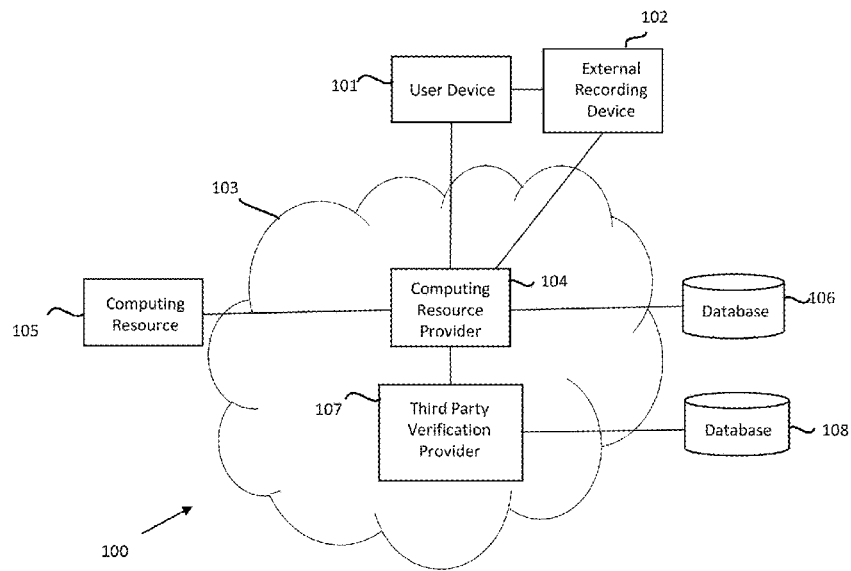 102
101
User Device
External
Recording
Device
103
104
Computing
Resource
Provider
105
Computing
Resource
Database
106
107
Third Party
Verification
Provider
Database
108
100